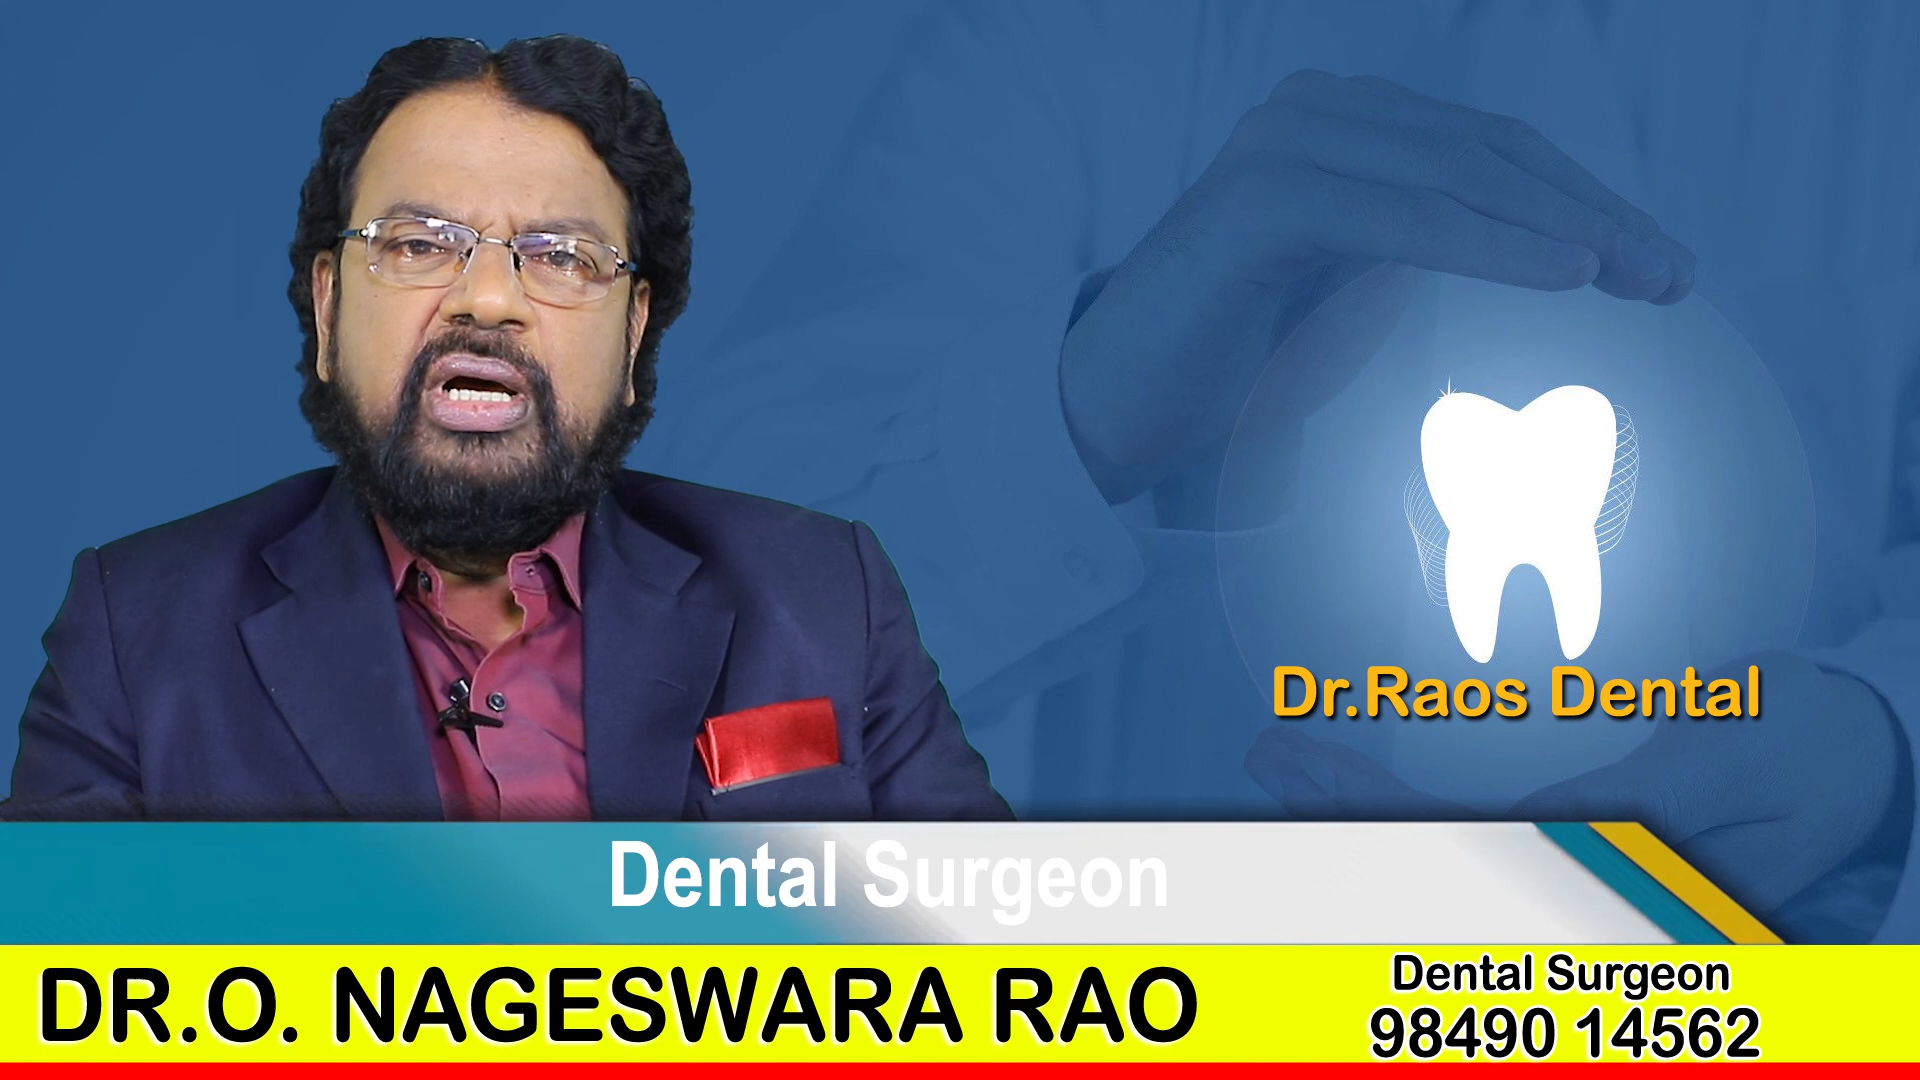 Dr.Raos Dental
Dental Surgeon
DR.O. NAGESWARA RAO
Dental Surgeon
98490 14562